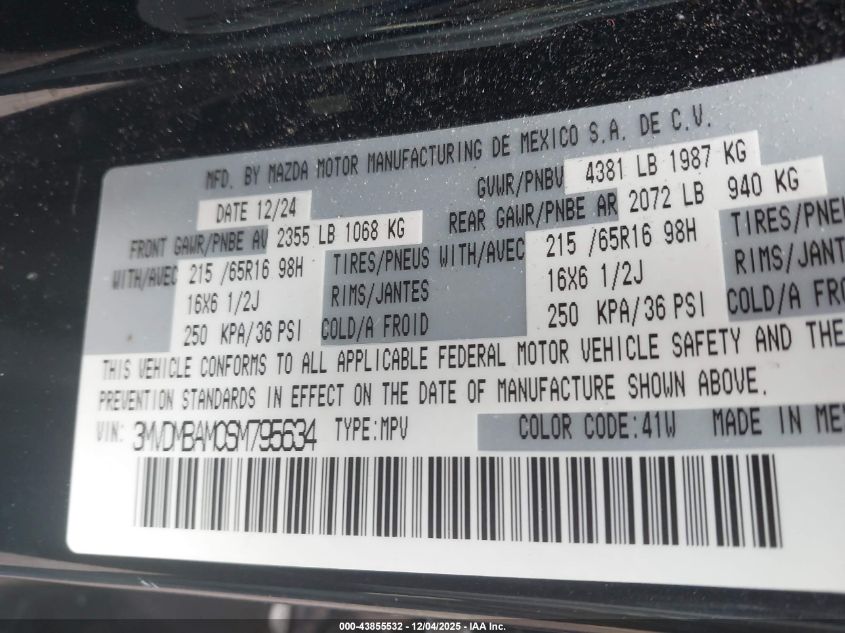 MFD. BY MAZDA MOTOR MANUFACTURING DE MEXICO S.A. DE C.V.
DATE 12/24 GVWR/PNBV 4381 LB 1987 KG
FRONT GAWR/PNBE AV 2355 LB 1068 KG REAR GAWR/PNBE AR 2072 LB 940 KG
WITH/AVEC 215 /65R16 98H TIRES/PNEUS WITH/AVEC 215 /65R16 98H TIRES/PNEU
16X6 1/2J RIMS/JANTES 16X6 1/2J RIMS/JANTE
250 KPA/36 PSI COLD/A FROID 250 KPA/36 PSI COLD/A FRO
THIS VEHICLE CONFORMS TO ALL APPLICABLE FEDERAL MOTOR VEHICLE SAFETY AND THE
PREVENTION STANDARDS IN EFFECT ON THE DATE OF MANUFACTURE SHOWN ABOVE.
VIN: 3MVDMBAM0SM795634 TYPE:MPV COLOR CODE:41W MADE IN ME
000-43855532 - 12/04/2025 - IAAI.COM